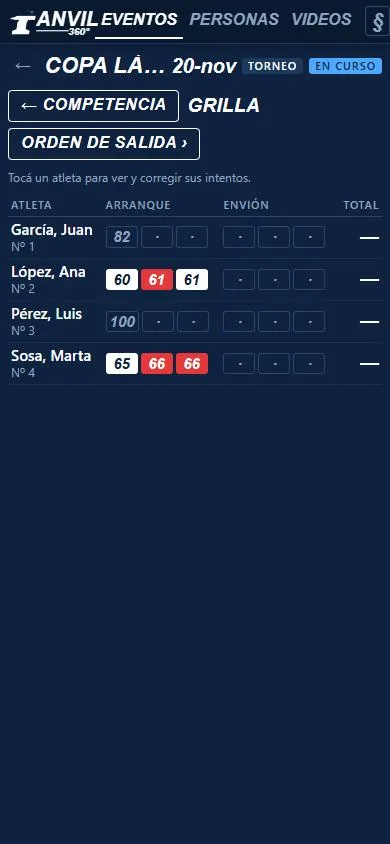 ANVIL 360° EVENTOS PERSONAS VIDEOS §
← COPA LÁ... 20-nov TORNEO EN CURSO
← COMPETENCIA GRILLA
ORDEN DE SALIDA ›
Tocá un atleta para ver y corregir sus intentos.
ATLETA ARRANQUE ENVIÓN TOTAL
García, Juan 82 · · · · · —
Nº 1
López, Ana 60 61 61 · · · —
Nº 2
Pérez, Luis 100 · · · · · —
Nº 3
Sosa, Marta 65 66 66 · · · —
Nº 4